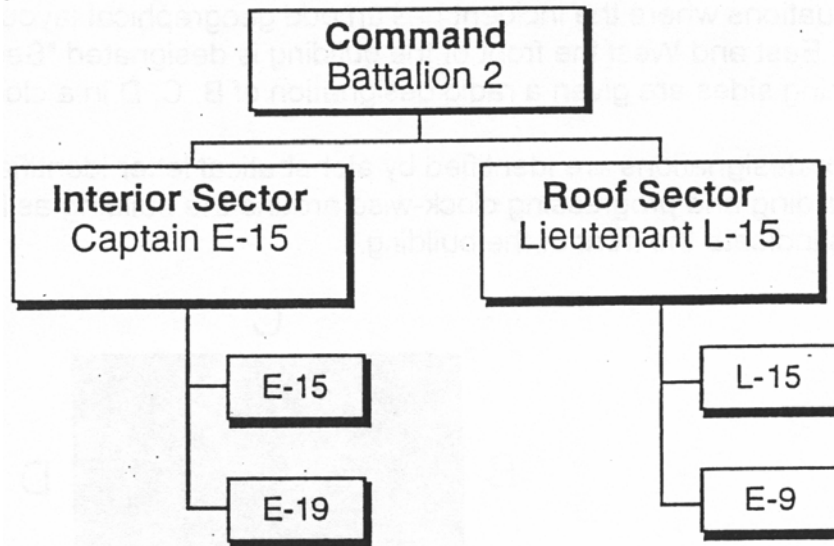 Command
Battalion 2
Interior Sector
Captain E-15
Roof Sector
Lieutenant L-15
E-15
E-19
L-15
E-9